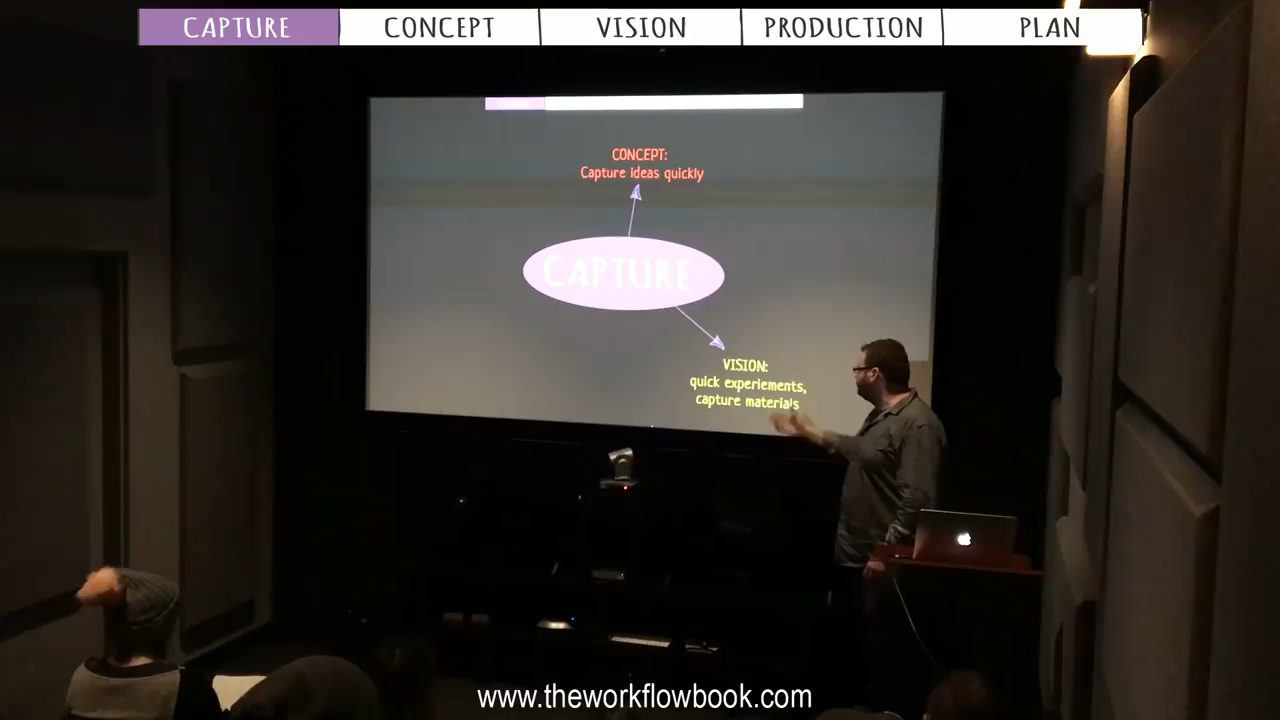 CAPTURE
CONCEPT
VISION
PRODUCTION
PLAN
CONCEPT:
Capture ideas quickly
CAPTURE
VISION:
quick experiements,
capture materials
www.theworkflowbook.com